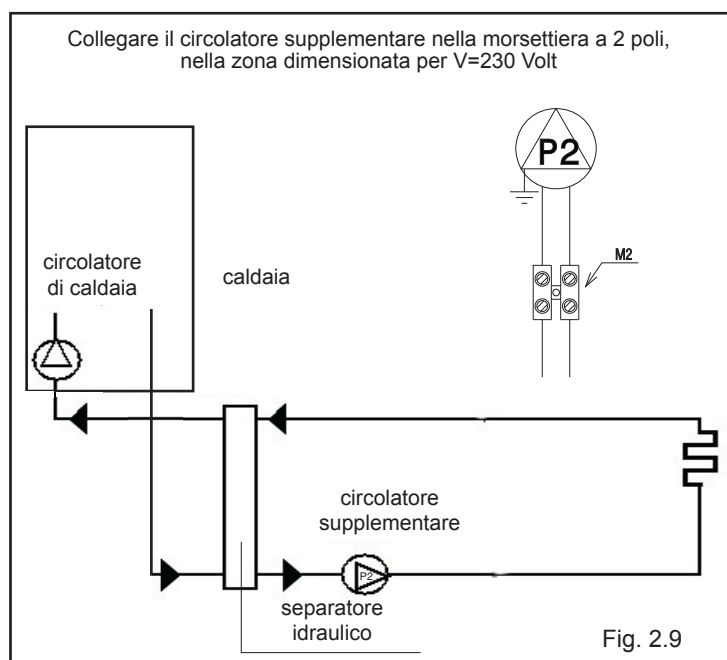 Collegare il circolatore supplementare nella morsettiera a 2 poli,
nella zona dimensionata per V=230 Volt
P2
M2
circolatore
di caldaia
caldaia
circolatore
supplementare
P2
separatore
idraulico
Fig. 2.9